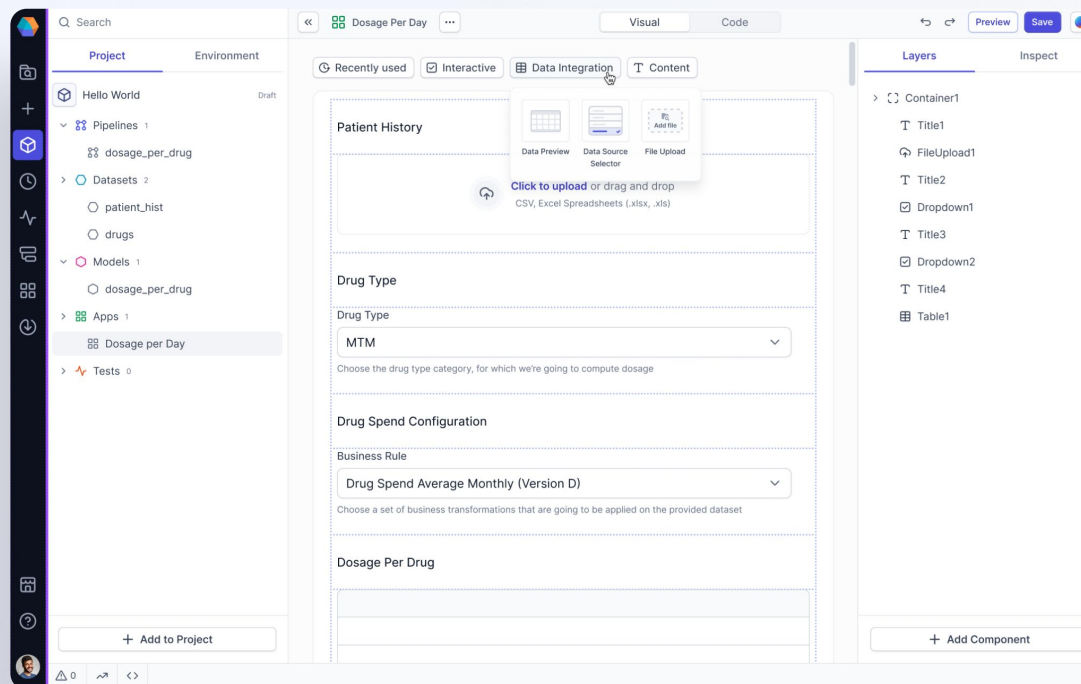 Search
Dosage Per Day
Visual
Code
Preview
Save
Project
Environment
Layers
Inspect
Recently used
Interactive
Data Integration
Content
Hello World
Draft
Pipelines 1
dosage_per_drug
Datasets 2
patient_hist
drugs
Models 1
dosage_per_drug
Apps 1
Dosage per Day
Tests 0
Add to Project
0
Data Preview
Data Source
Selector
Add file
File Upload
Patient History
Click to upload or drag and drop
CSV, Excel Spreadsheets (.xlsx, .xls)
Drug Type
Drug Type
MTM
Choose the drug type category, for which we're going to compute dosage
Drug Spend Configuration
Business Rule
Drug Spend Average Monthly (Version D)
Choose a set of business transformations that are going to be applied on the provided dataset
Dosage Per Drug
Container1
Title1
FileUpload1
Title2
Dropdown1
Title3
Dropdown2
Title4
Table1
Add Component